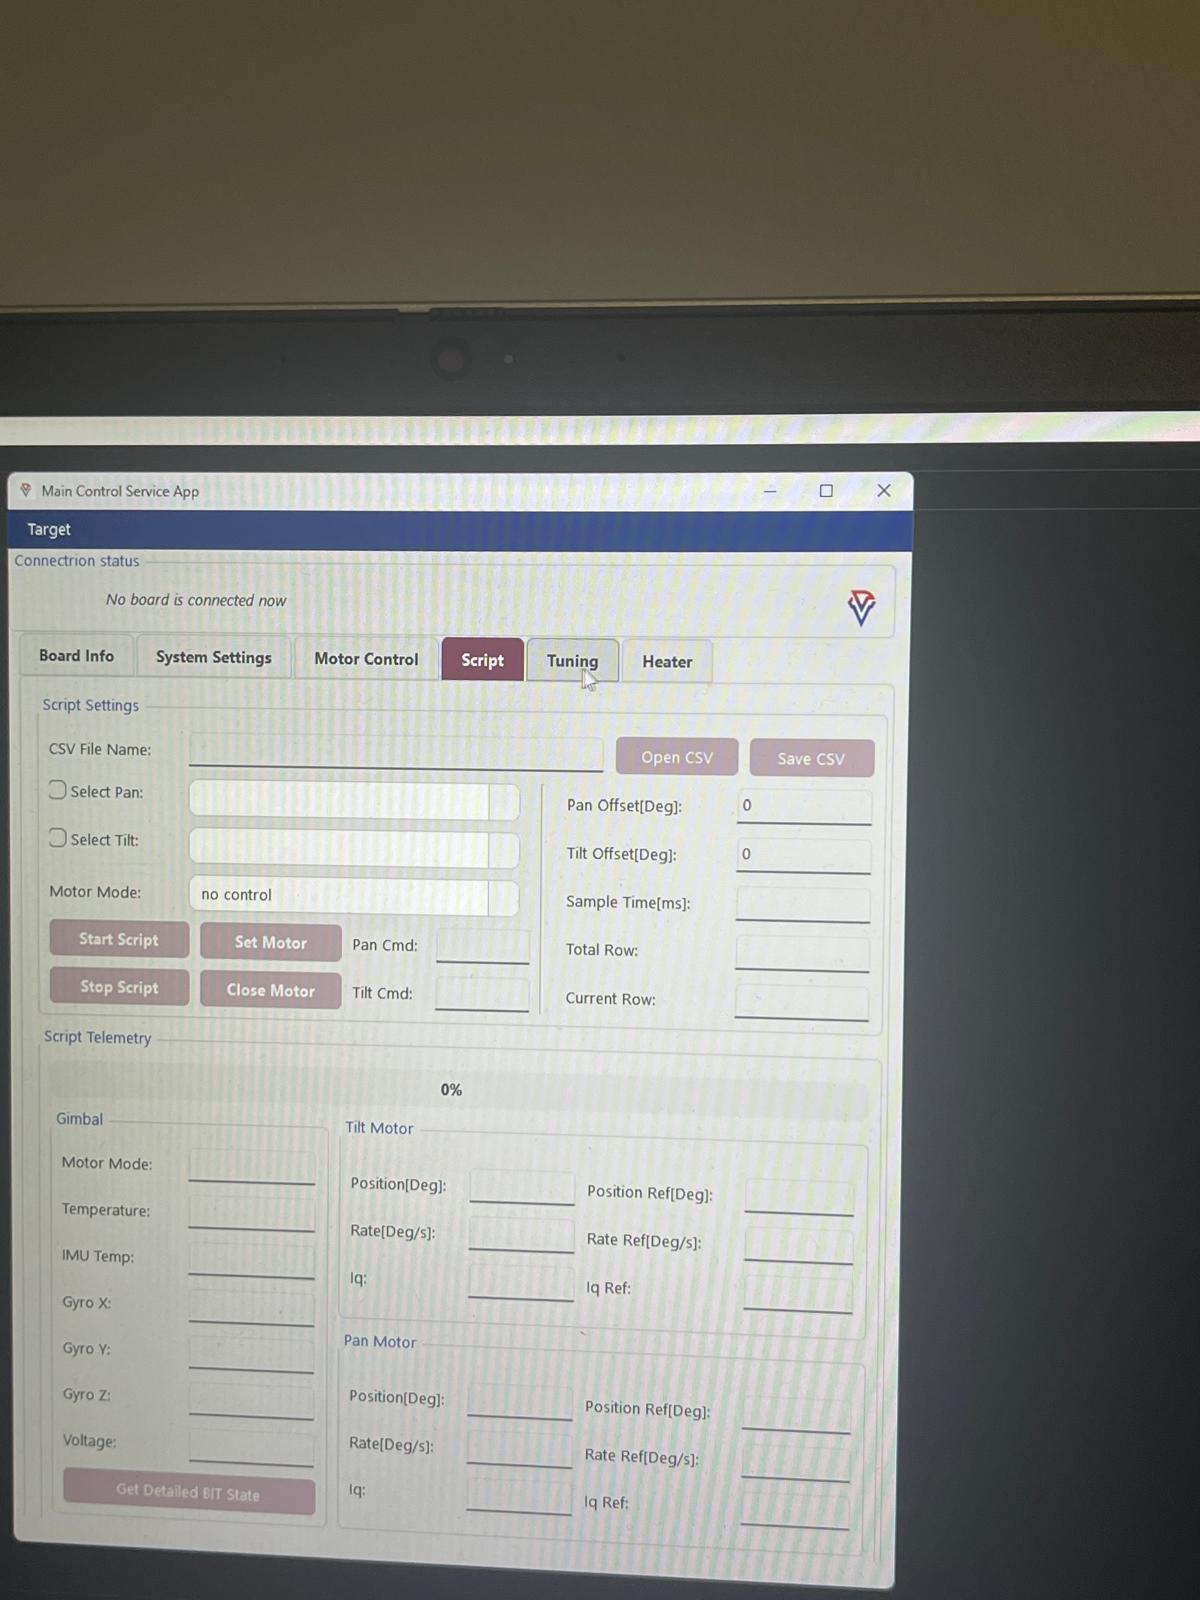 Main Control Service App
Target
Connectrion status
No board is connected now
Board Info System Settings Motor Control Script Tuning Heater
Script Settings
CSV File Name: Open CSV Save CSV
Select Pan: Pan Offset[Deg]: 0
Select Tilt: Tilt Offset[Deg]: 0
Motor Mode: no control Sample Time[ms]:
Start Script Set Motor Pan Cmd: Total Row:
Stop Script Close Motor Tilt Cmd: Current Row:
Script Telemetry
0%
Gimbal
Motor Mode:
Temperature:
IMU Temp:
Gyro X:
Gyro Y:
Gyro Z:
Voltage:
Get Detailed BIT State
Tilt Motor
Position[Deg]: Position Ref[Deg]:
Rate[Deg/s]: Rate Ref[Deg/s]:
Iq: Iq Ref:
Pan Motor
Position[Deg]: Position Ref[Deg]:
Rate[Deg/s]: Rate Ref[Deg/s]:
Iq: Iq Ref: